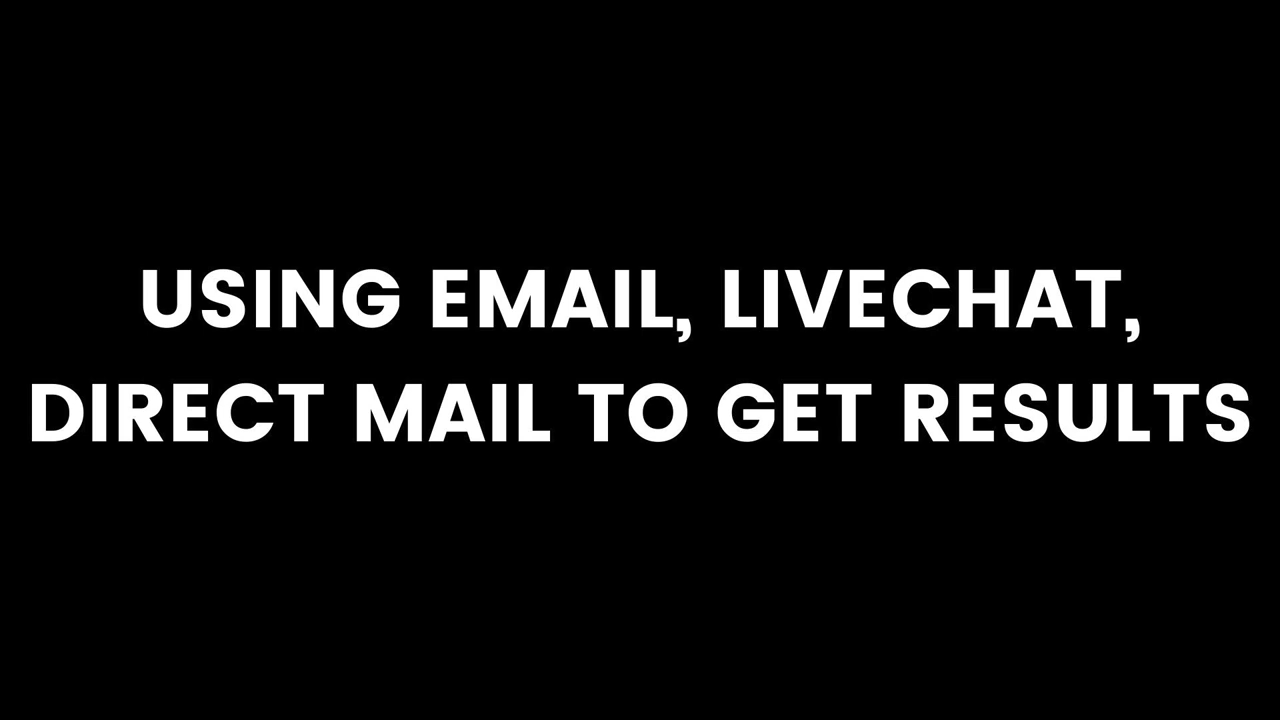 USING EMAIL, LIVECHAT,
DIRECT MAIL TO GET RESULTS